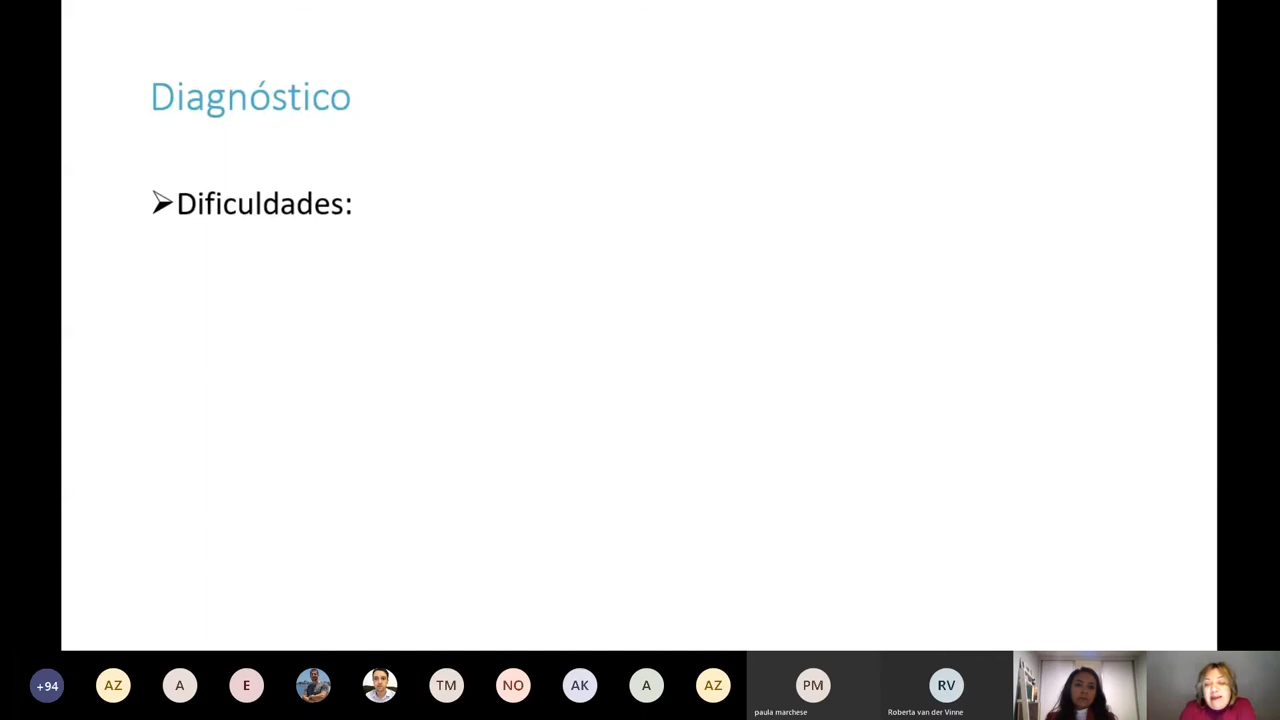 Diagnóstico
➢Dificuldades:
+94 AZ A E TM NO AK A AZ PM RV
paula marchese Roberta van der Vinne